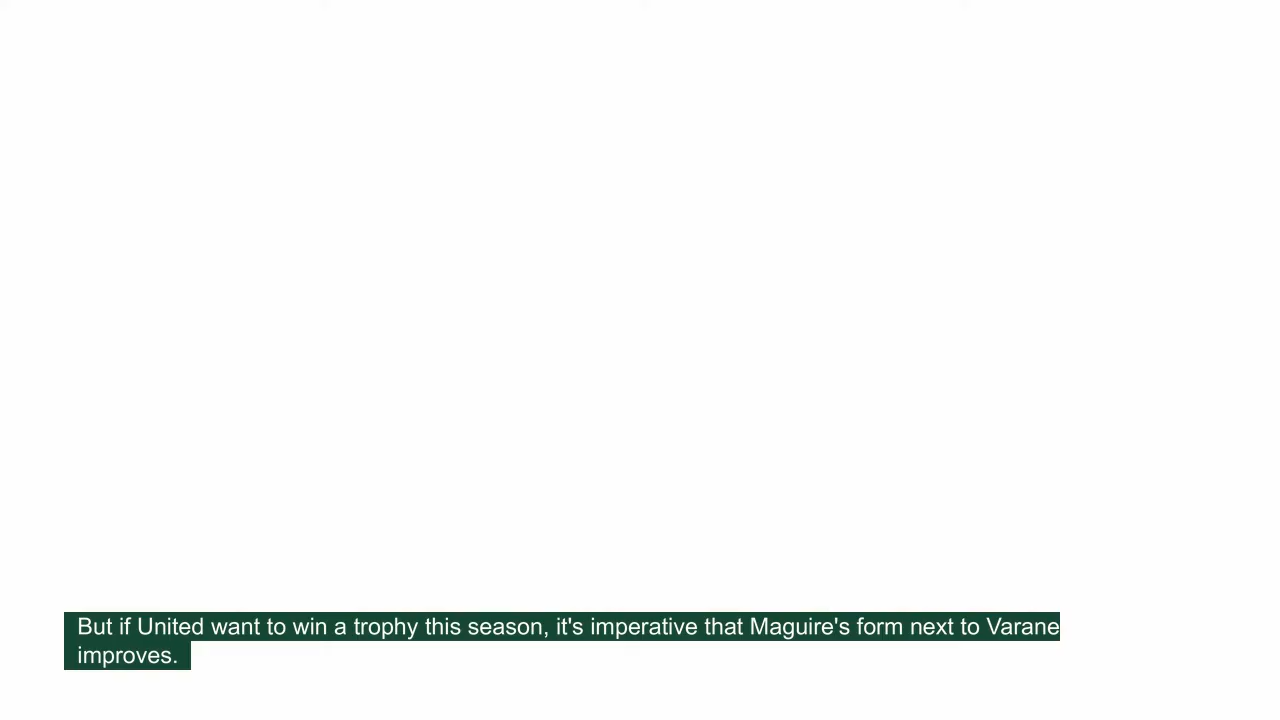 But if United want to win a trophy this season, it's imperative that Maguire's form next to Varane
improves.